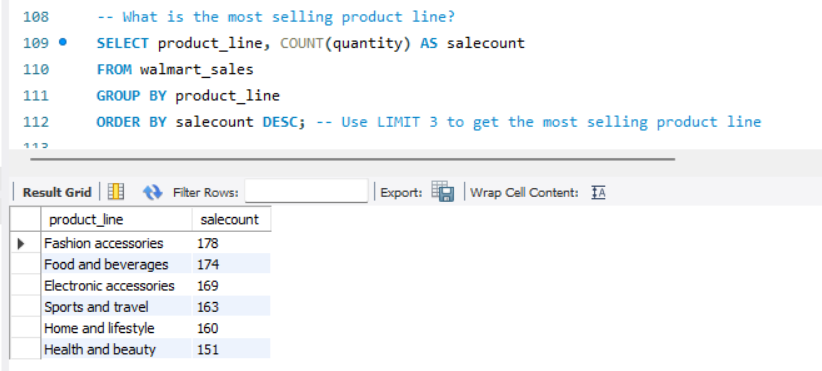 108 -- What is the most selling product line?
109 SELECT product_line, COUNT(quantity) AS salecount
110 FROM walmart_sales
111 GROUP BY product_line
112 ORDER BY salecount DESC; -- Use LIMIT 3 to get the most selling product line
113
Result Grid Filter Rows: Export: Wrap Cell Content: IA
product_line salecount
Fashion accessories 178
Food and beverages 174
Electronic accessories 169
Sports and travel 163
Home and lifestyle 160
Health and beauty 151